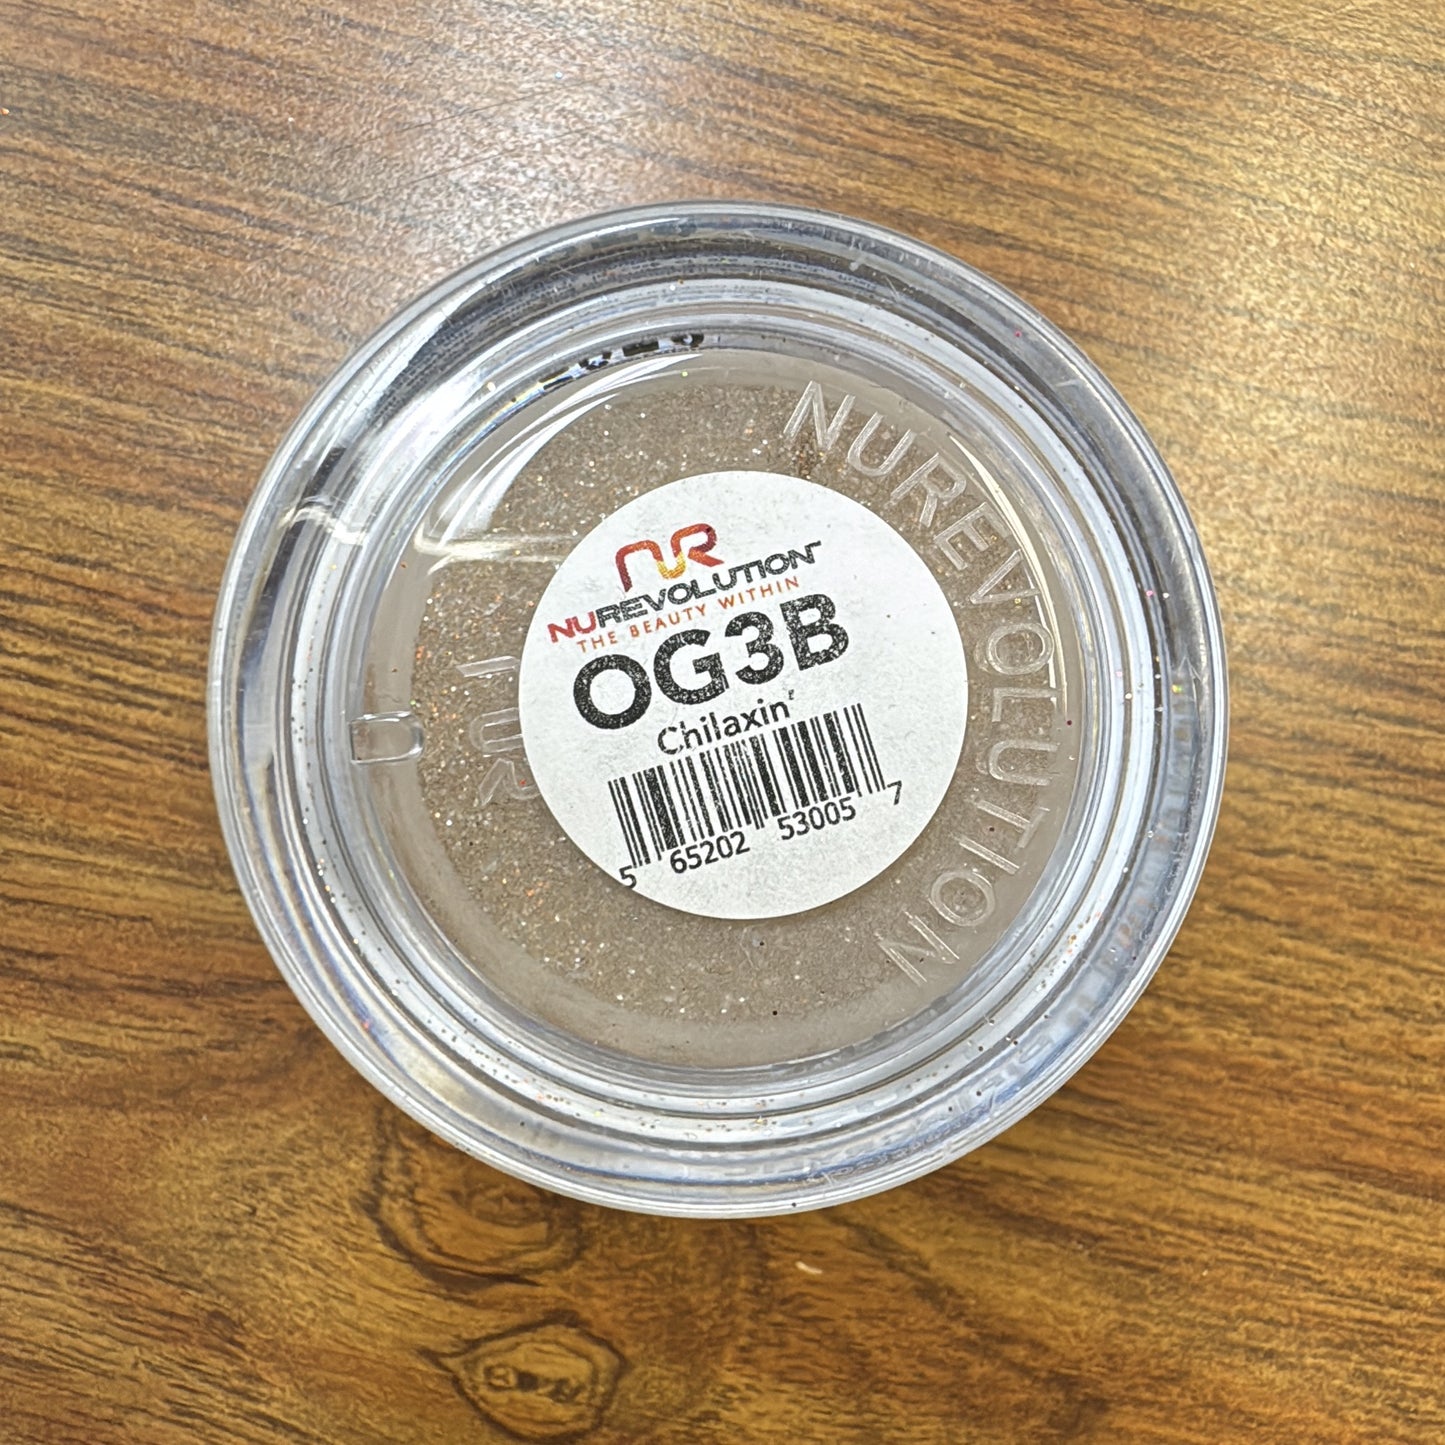 NR
NUREVOLUTION
THE BEAUTY WITHIN
OG3B
Chilaxin'
5 65202 53005 7
NUREVOLUTION
NUR